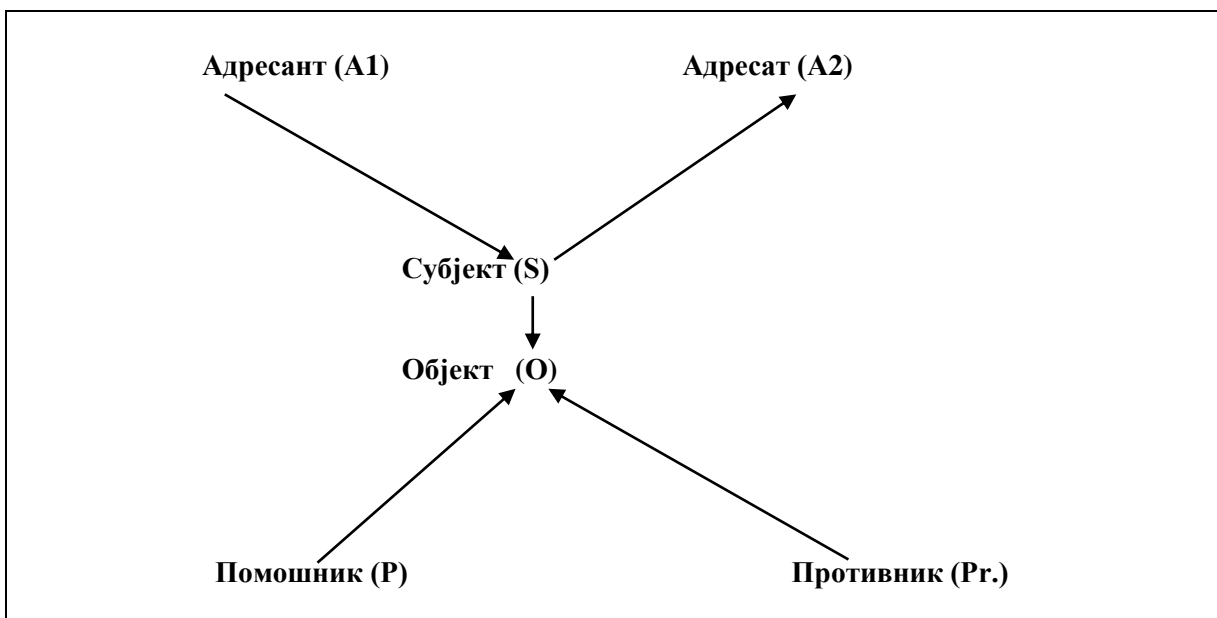 Адресант (А1) Адресат (А2)
Субјект (S)
Објект (О)
Помошник (P) Противник (Pr.)